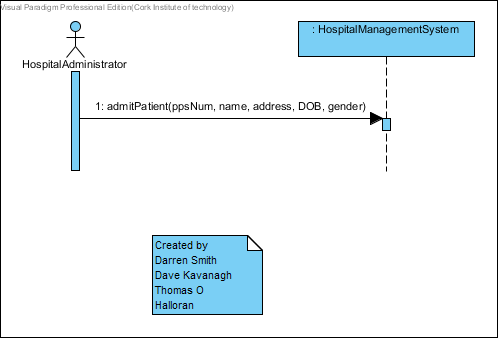 Visual Paradigm Professional Edition(Cork Institute of technology)
: HospitalManagementSystem
HospitalAdministrator
1: admitPatient(ppsNum, name, address, DOB, gender)
Created by
Darren Smith
Dave Kavanagh
Thomas O
Halloran